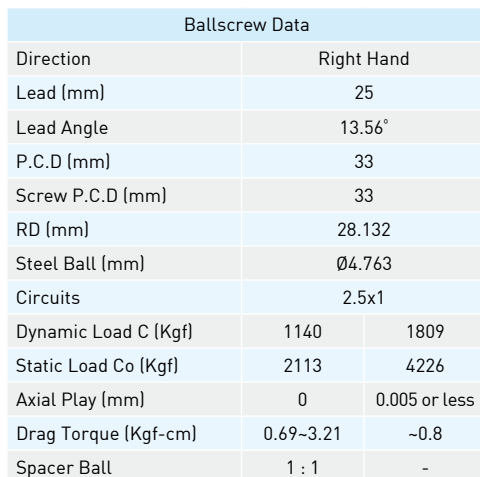 Ballscrew Data
Direction Right Hand
Lead (mm) 25
Lead Angle 13.56°
P.C.D (mm) 33
Screw P.C.D (mm) 33
RD (mm) 28.132
Steel Ball (mm) Ø4.763
Circuits 2.5x1
Dynamic Load C (Kgf) 1140 1809
Static Load Co (Kgf) 2113 4226
Axial Play (mm) 0 0.005 or less
Drag Torque (Kgf-cm) 0.69~3.21 ~0.8
Spacer Ball 1 : 1 -